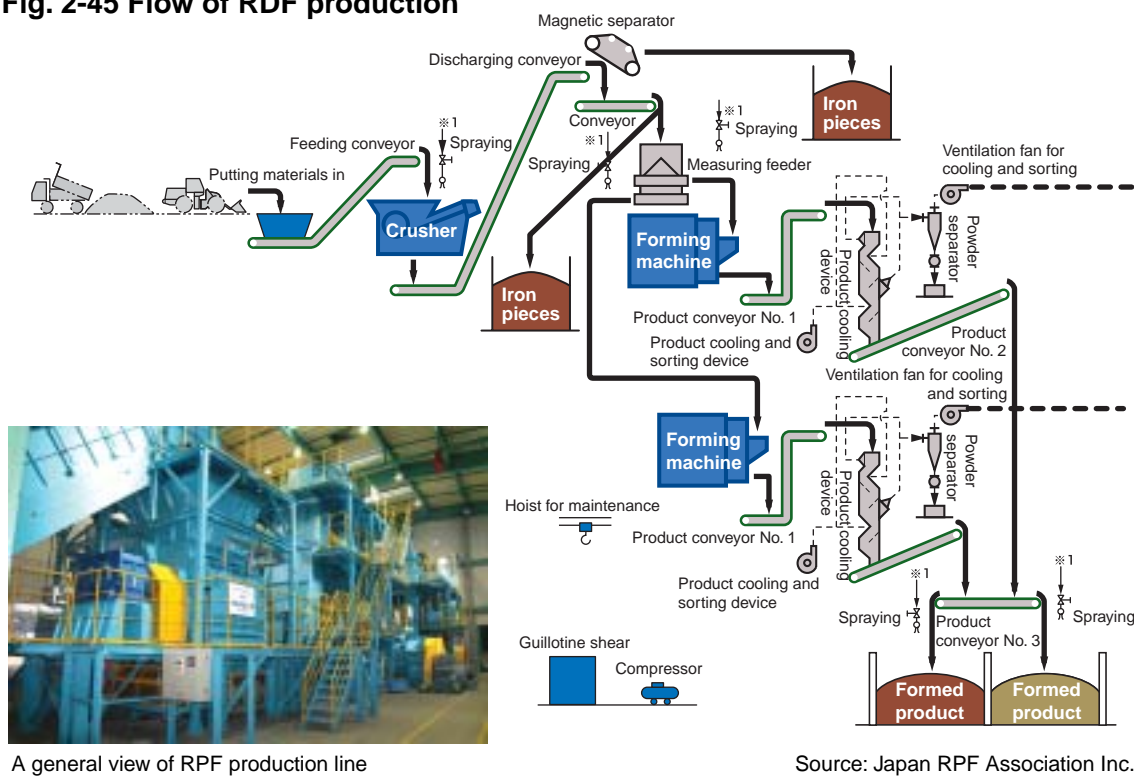 Fig. 2-45 Flow of RDF production
Magnetic separator
Discharging conveyor
Iron
pieces
※1
Spraying
Conveyor
※1
Spraying
Measuring feeder
※1
Spraying
Feeding conveyor
Putting materials in
Crusher
Ventilation fan for
cooling and sorting
Powder
separator
Forming
machine
Iron
pieces
Product conveyor No. 1
Product cooling
device
Product cooling and
sorting device
Product
conveyor No. 2
Ventilation fan for cooling
and sorting
Powder
separator
Forming
machine
Product cooling
device
Hoist for maintenance
Product conveyor No. 1
Product cooling and
sorting device
※1
Spraying
※1
Spraying
Product
conveyor No. 3
Guillotine shear
Compressor
Formed
product
Formed
product
A general view of RPF production line
Source: Japan RPF Association Inc.